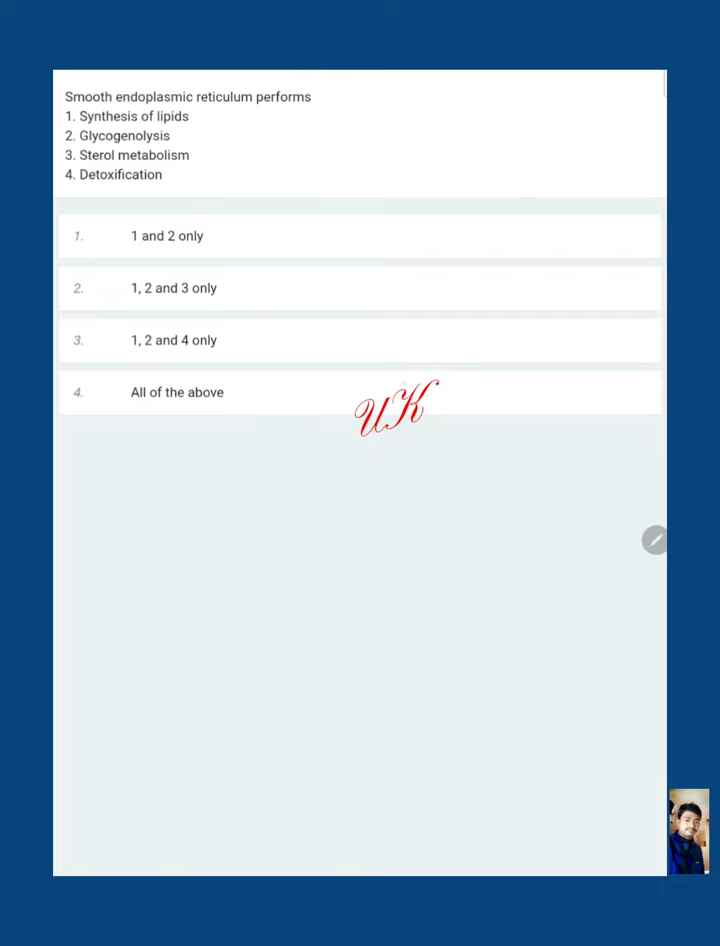 Smooth endoplasmic reticulum performs
1. Synthesis of lipids
2. Glycogenolysis
3. Sterol metabolism
4. Detoxification
1. 1 and 2 only
2. 1, 2 and 3 only
3. 1, 2 and 4 only
4. All of the above
UK